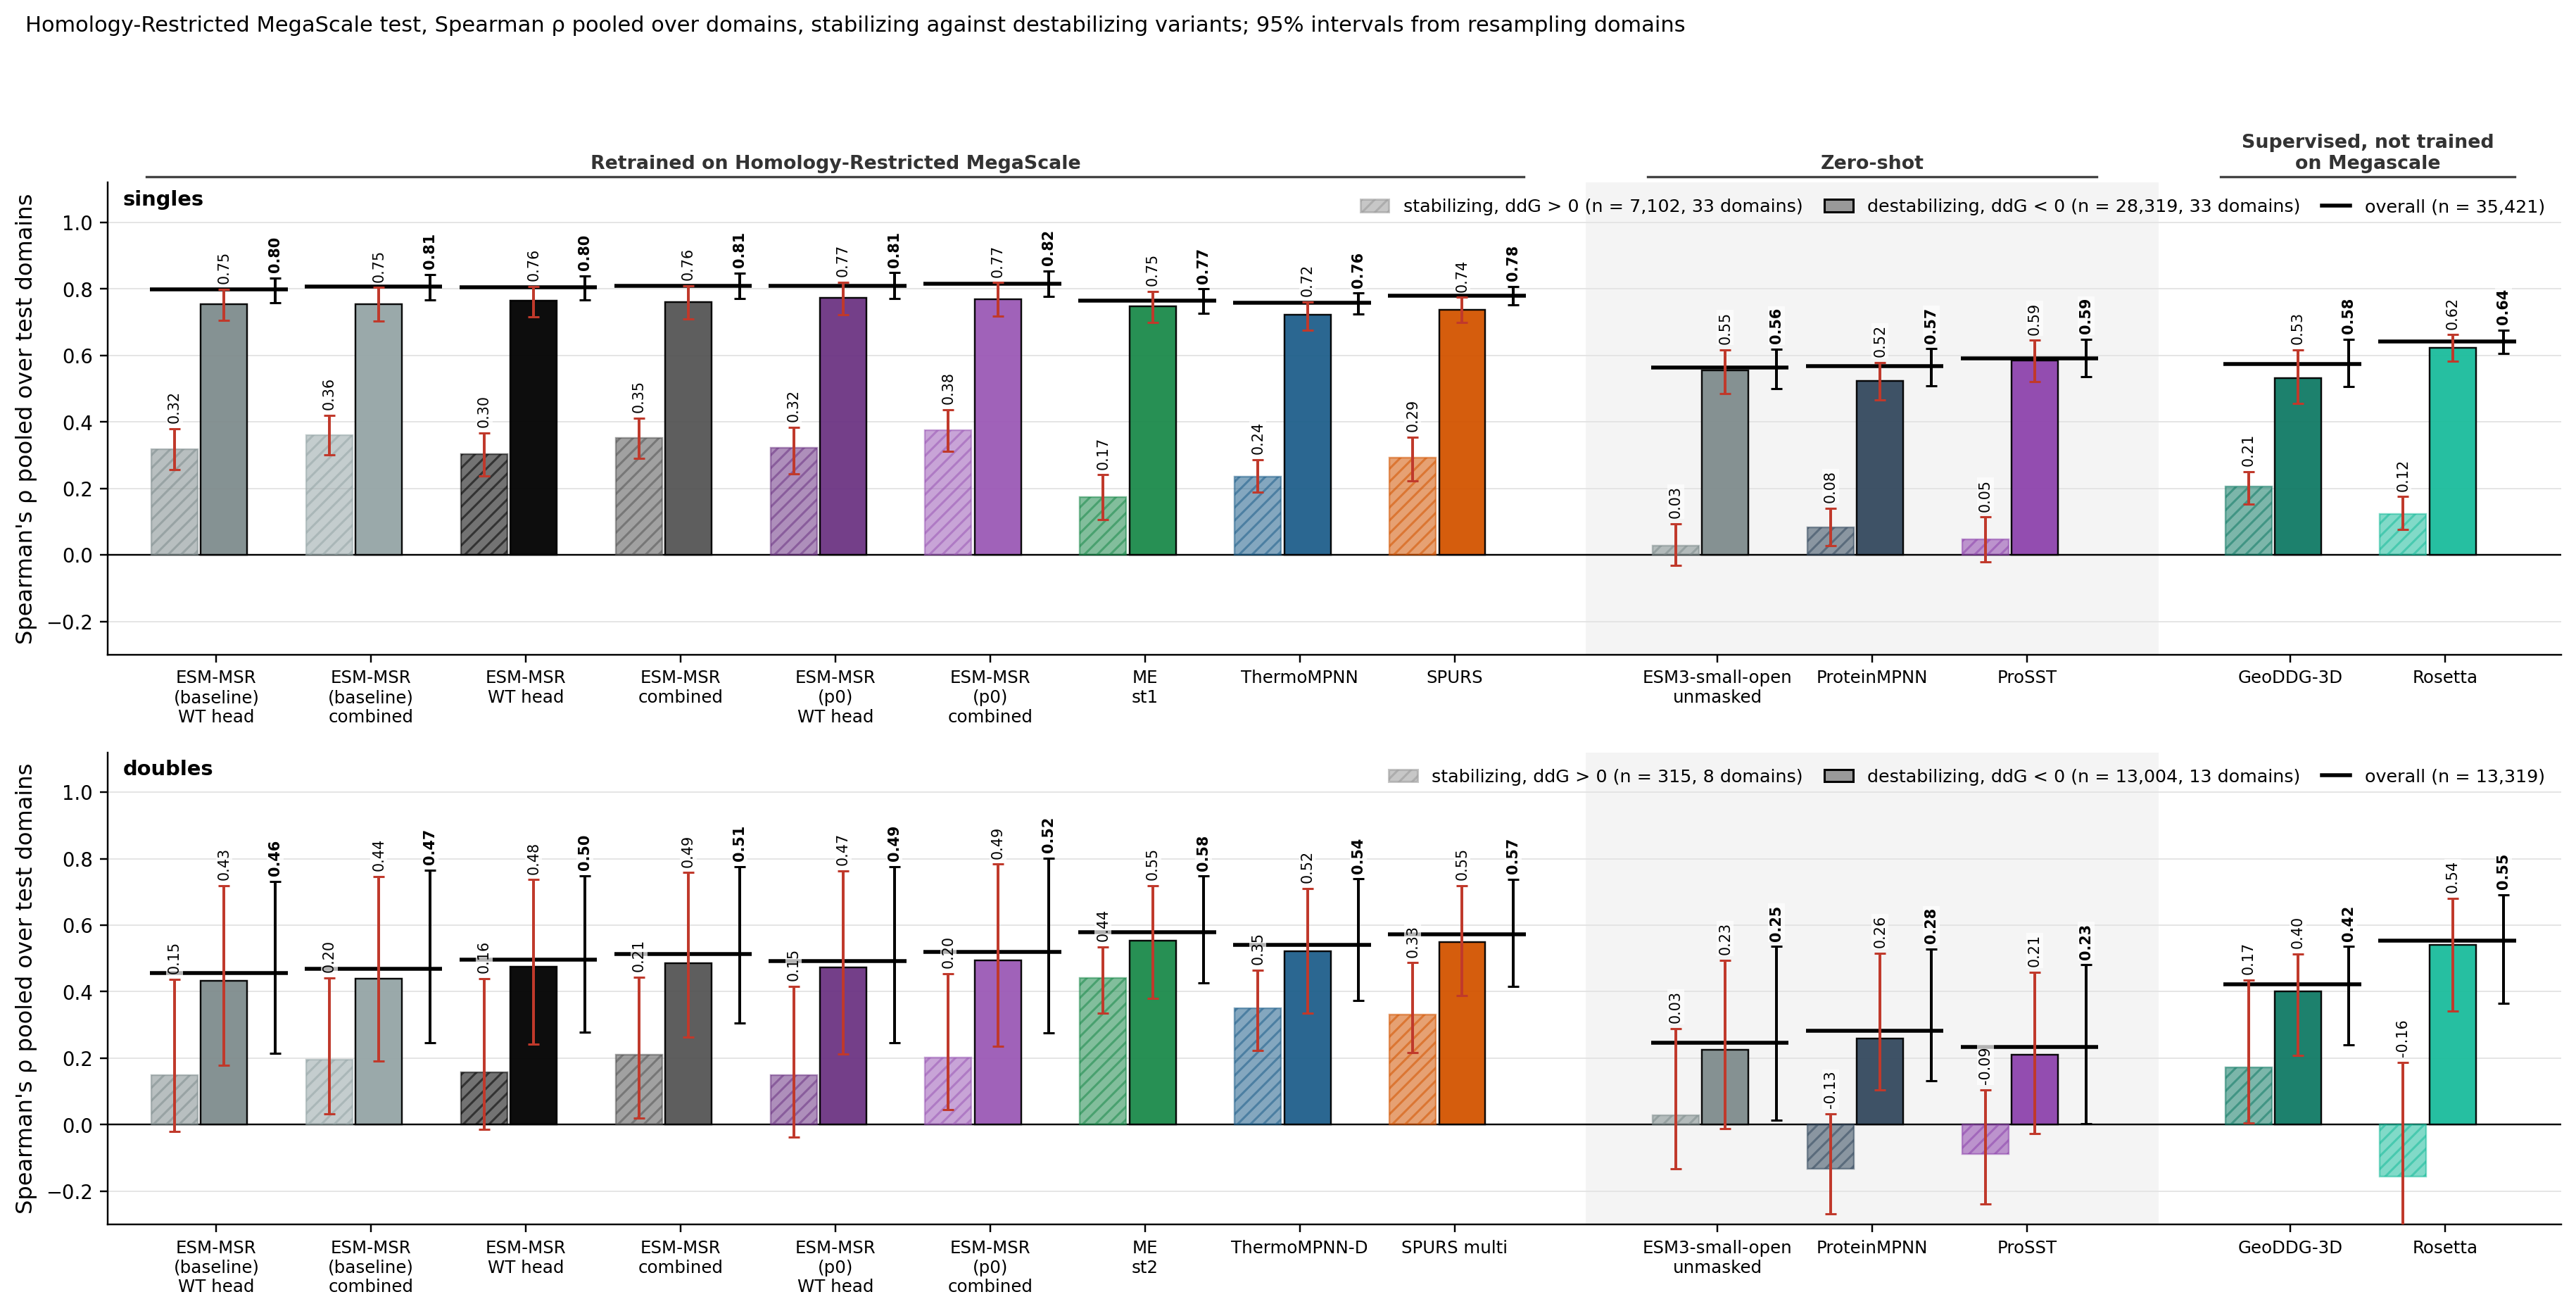 Homology-Restricted MegaScale test, Spearman ρ pooled over domains, stabilizing against destabilizing variants; 95% intervals from resampling domains
Retrained on Homology-Restricted MegaScale
Zero-shot
Supervised, not trained
on Megascale
singles
stabilizing, ddG > 0 (n = 7,102, 33 domains)
destabilizing, ddG < 0 (n = 28,319, 33 domains)
overall (n = 35,421)
Spearman's ρ pooled over test domains
1.0
0.8
0.6
0.4
0.2
0.0
−0.2
0.32
0.75
0.80
0.36
0.75
0.81
0.30
0.76
0.80
0.35
0.76
0.81
0.32
0.77
0.81
0.38
0.77
0.82
0.17
0.75
0.77
0.24
0.72
0.76
0.29
0.74
0.78
0.03
0.55
0.56
0.08
0.52
0.57
0.05
0.59
0.59
0.21
0.53
0.58
0.12
0.62
0.64
ESM-MSR
(baseline)
WT head
ESM-MSR
(baseline)
combined
ESM-MSR
WT head
ESM-MSR
combined
ESM-MSR
(p0)
WT head
ESM-MSR
(p0)
combined
ME
st1
ThermoMPNN
SPURS
ESM3-small-open
unmasked
ProteinMPNN
ProSST
GeoDDG-3D
Rosetta
doubles
stabilizing, ddG > 0 (n = 315, 8 domains)
destabilizing, ddG < 0 (n = 13,004, 13 domains)
overall (n = 13,319)
Spearman's ρ pooled over test domains
1.0
0.8
0.6
0.4
0.2
0.0
−0.2
0.15
0.43
0.46
0.20
0.44
0.47
0.16
0.48
0.50
0.21
0.49
0.51
0.15
0.47
0.49
0.20
0.49
0.52
0.44
0.55
0.58
0.35
0.52
0.54
0.33
0.55
0.57
0.03
0.23
0.25
-0.13
0.26
0.28
-0.09
0.21
0.23
0.17
0.40
0.42
-0.16
0.54
0.55
ESM-MSR
(baseline)
WT head
ESM-MSR
(baseline)
combined
ESM-MSR
WT head
ESM-MSR
combined
ESM-MSR
(p0)
WT head
ESM-MSR
(p0)
combined
ME
st2
ThermoMPNN-D
SPURS multi
ESM3-small-open
unmasked
ProteinMPNN
ProSST
GeoDDG-3D
Rosetta